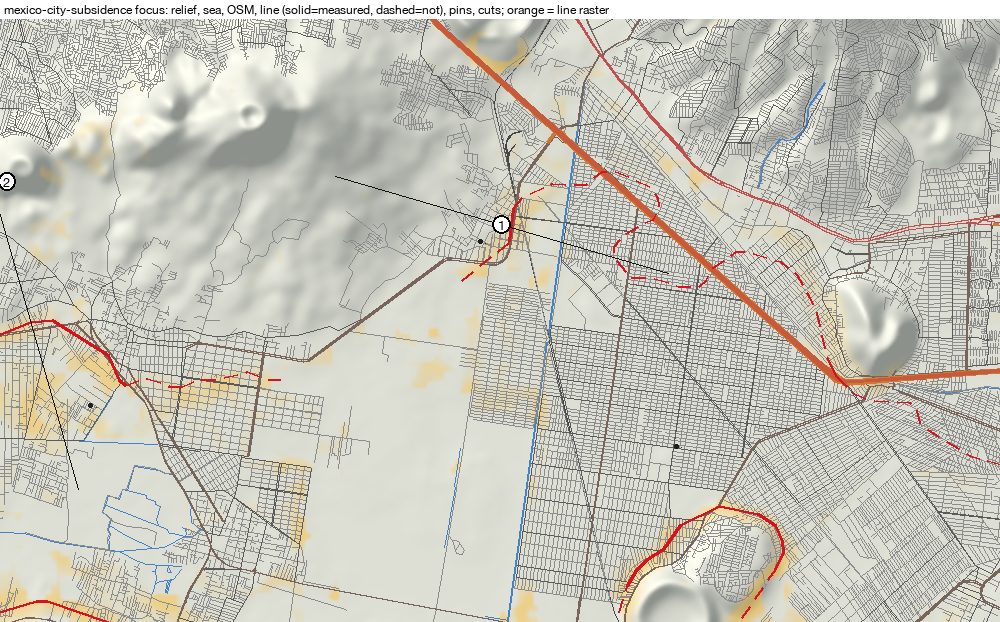 mexico-city-subsidence focus: relief, sea, OSM, line (solid=measured, dashed=not), pins, cuts; orange = line raster
2
1